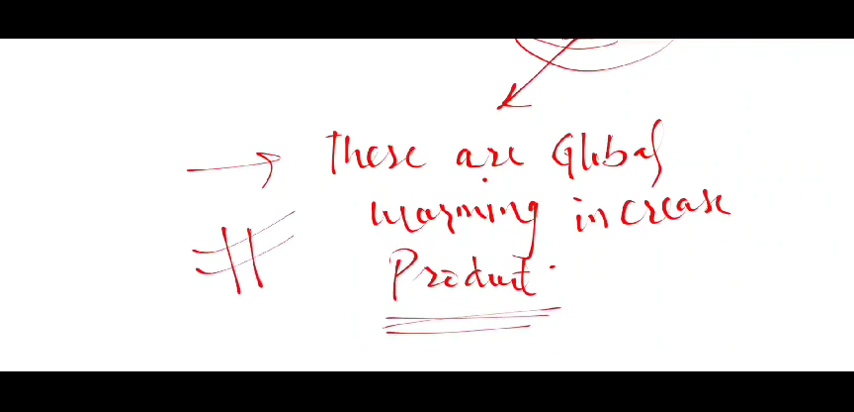 → These are Global
warming increase
# Product.